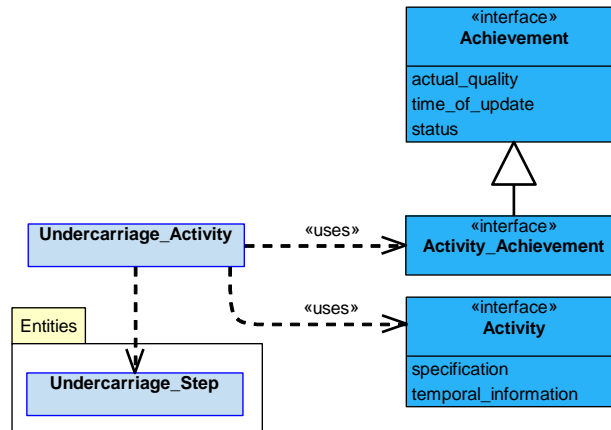 «interface»
Achievement
actual_quality
time_of_update
status
Undercarriage_Activity
«uses»
«interface»
Activity_Achievement
«uses»
«interface»
Activity
specification
temporal_information
Entities
Undercarriage_Step